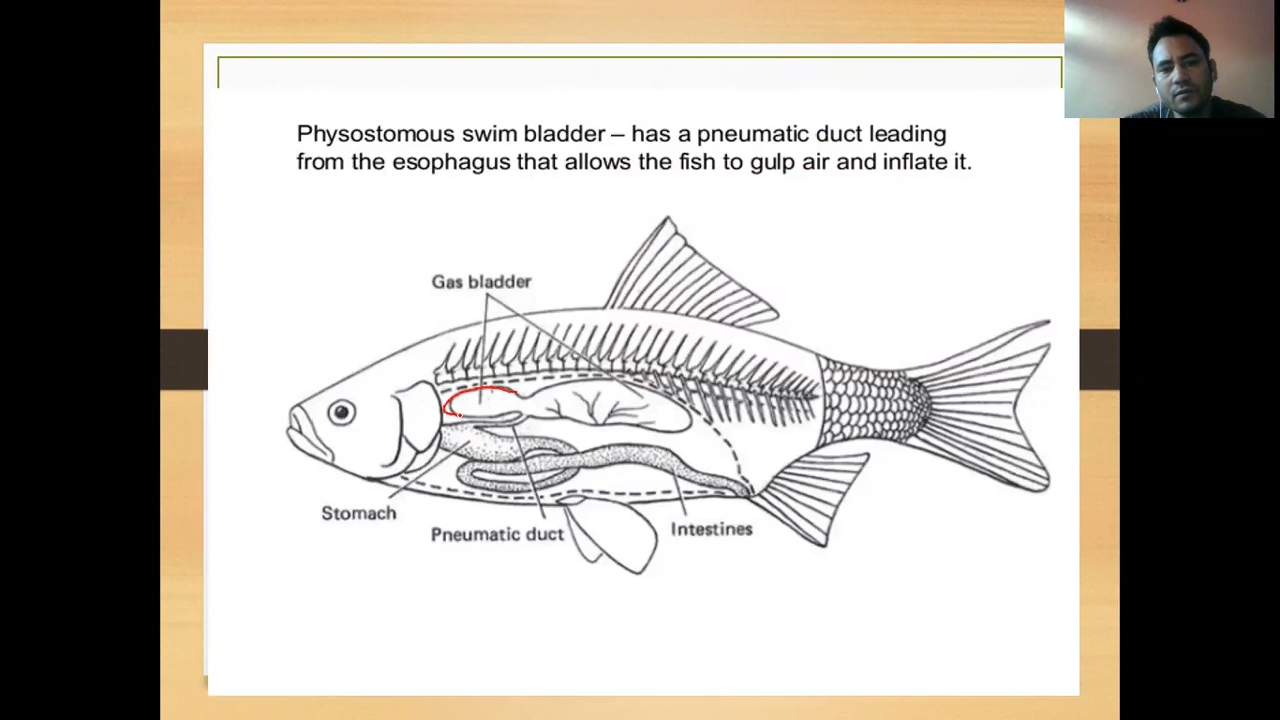 Physostomous swim bladder – has a pneumatic duct leading
from the esophagus that allows the fish to gulp air and inflate it.
Gas bladder
Stomach
Pneumatic duct
Intestines